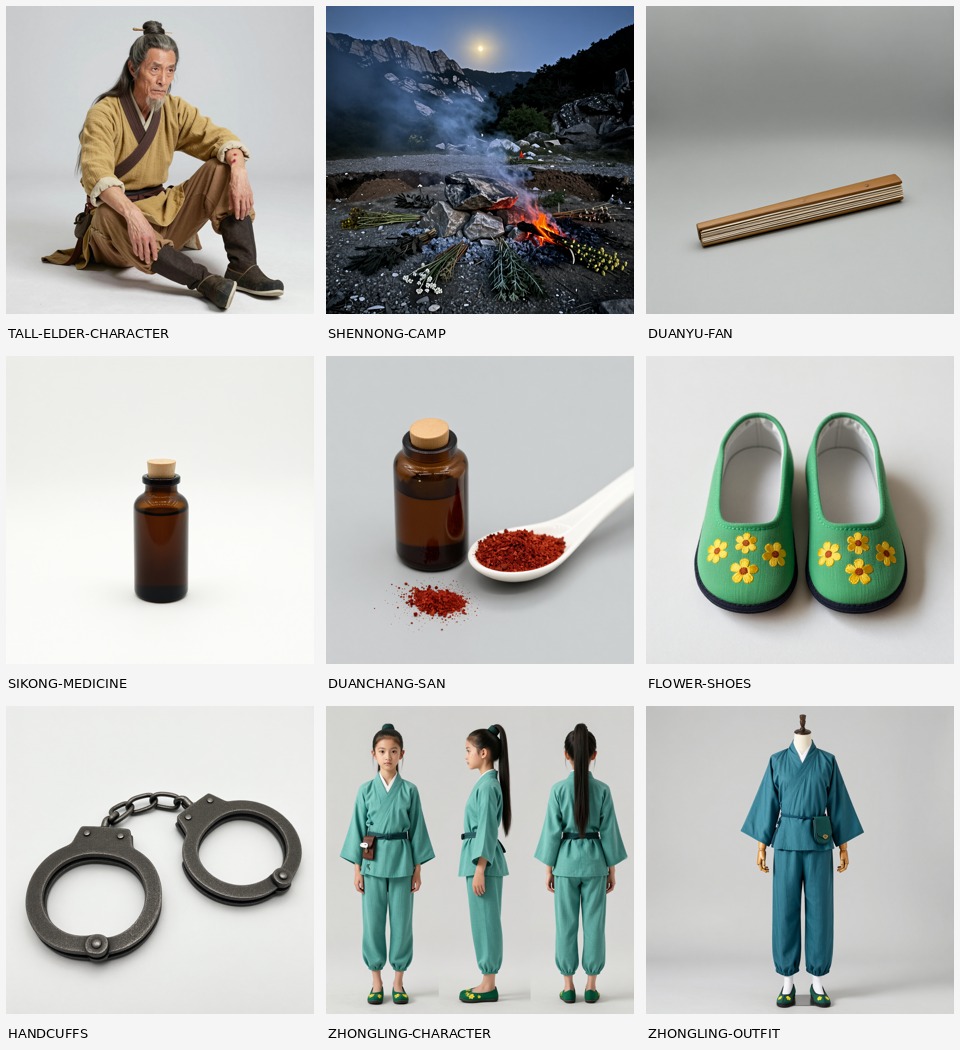 TALL-ELDER-CHARACTER
SHENNONG-CAMP
DUANYU-FAN
SIKONG-MEDICINE
DUANCHANG-SAN
FLOWER-SHOES
HANDCUFFS
ZHONGLING-CHARACTER
ZHONGLING-OUTFIT